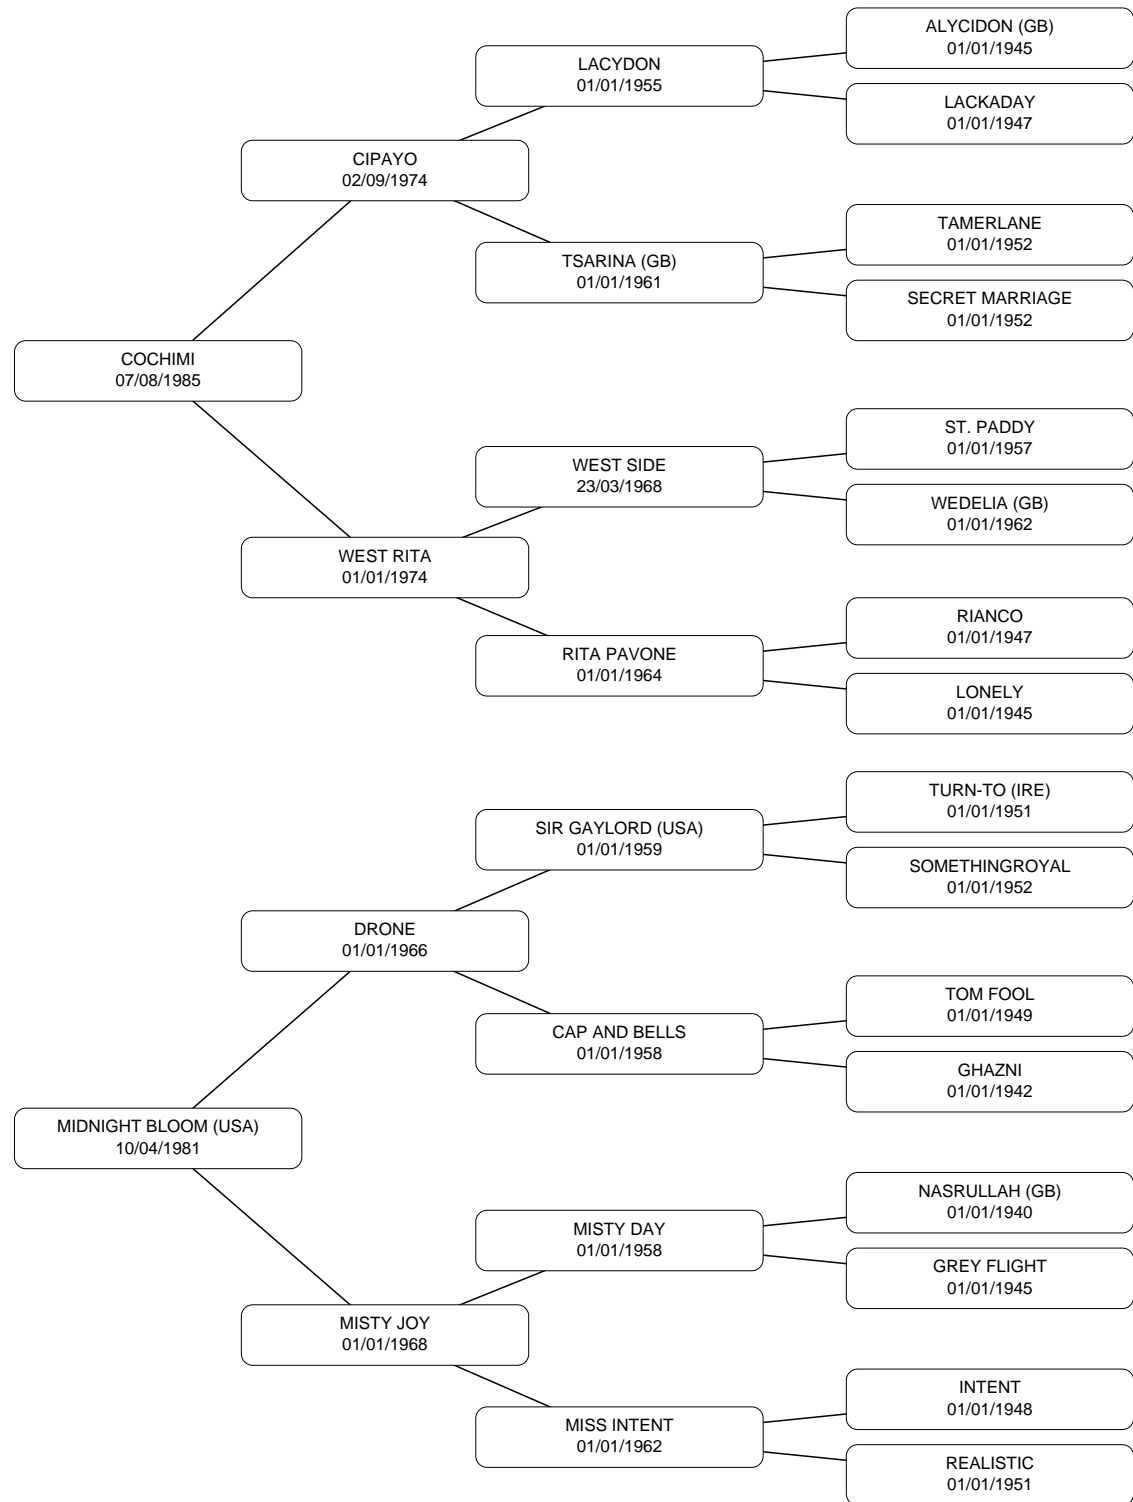 ALYCIDON (GB)
01/01/1945
LACYDON
01/01/1955
LACKADAY
01/01/1947
CIPAYO
02/09/1974
TAMERLANE
01/01/1952
TSARINA (GB)
01/01/1961
SECRET MARRIAGE
01/01/1952
COCHIMI
07/08/1985
ST. PADDY
01/01/1957
WEST SIDE
23/03/1968
WEDELIA (GB)
01/01/1962
WEST RITA
01/01/1974
RIANCO
01/01/1947
RITA PAVONE
01/01/1964
LONELY
01/01/1945
TURN-TO (IRE)
01/01/1951
SIR GAYLORD (USA)
01/01/1959
SOMETHINGROYAL
01/01/1952
DRONE
01/01/1966
TOM FOOL
01/01/1949
CAP AND BELLS
01/01/1958
GHAZNI
01/01/1942
MIDNIGHT BLOOM (USA)
10/04/1981
NASRULLAH (GB)
01/01/1940
MISTY DAY
01/01/1958
GREY FLIGHT
01/01/1945
MISTY JOY
01/01/1968
INTENT
01/01/1948
MISS INTENT
01/01/1962
REALISTIC
01/01/1951